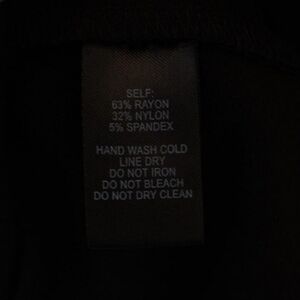 SELF:
63% RAYON
32% NYLON
5% SPANDEX
HAND WASH COLD
LINE DRY
DO NOT IRON
DO NOT BLEACH
DO NOT DRY CLEAN